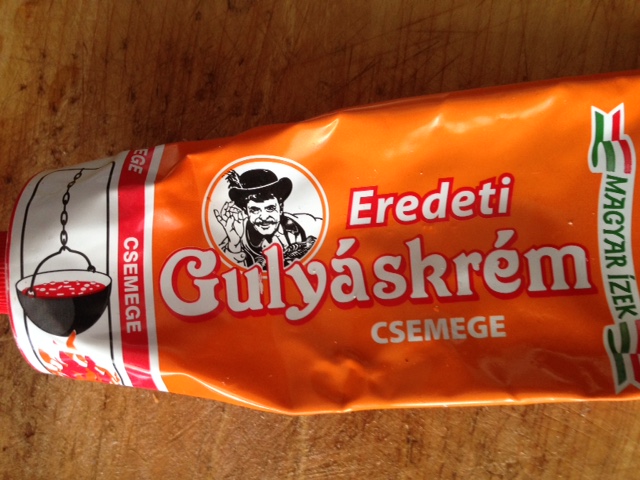 Eredeti
Gulyáskrém
CSEMEGE
CSEMEGE
MAGYAR ÍZEK